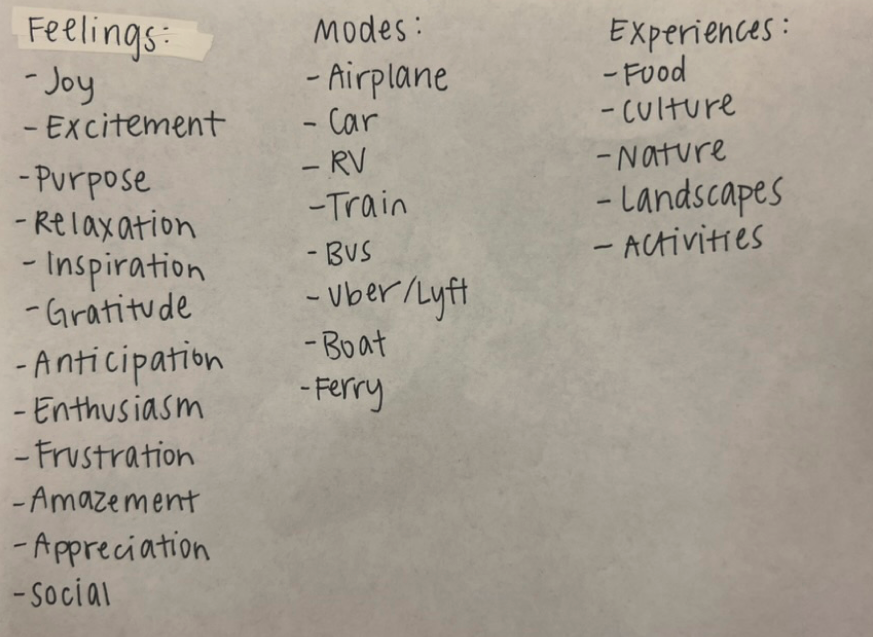 Feelings:
- Joy
- Excitement
- Purpose
- Relaxation
- Inspiration
- Gratitude
- Anticipation
- Enthusiasm
- Frustration
- Amazement
- Appreciation
- Social
Modes:
- Airplane
- Car
- RV
- Train
- Bus
- Uber/Lyft
- Boat
- Ferry
Experiences:
- Food
- Culture
- Nature
- Landscapes
- Activities